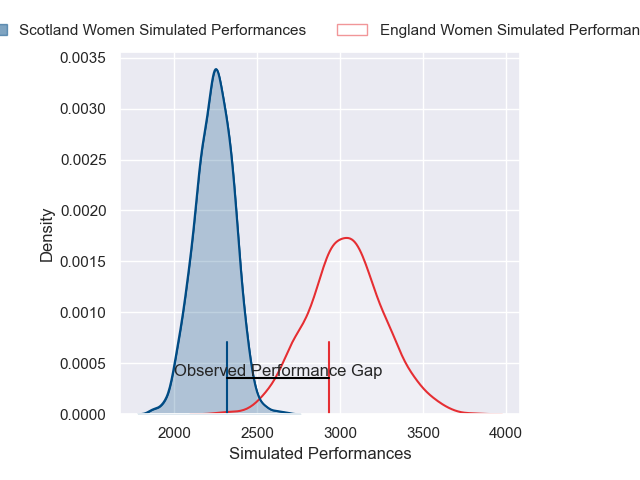 Scotland Women Simulated Performances
England Women Simulated Performan
0.0035
0.0030
0.0025
0.0020
0.0015
0.0010
0.0005
0.0000
Density
Observed Performance Gap
2000 2500 3000 3500 4000
Simulated Performances